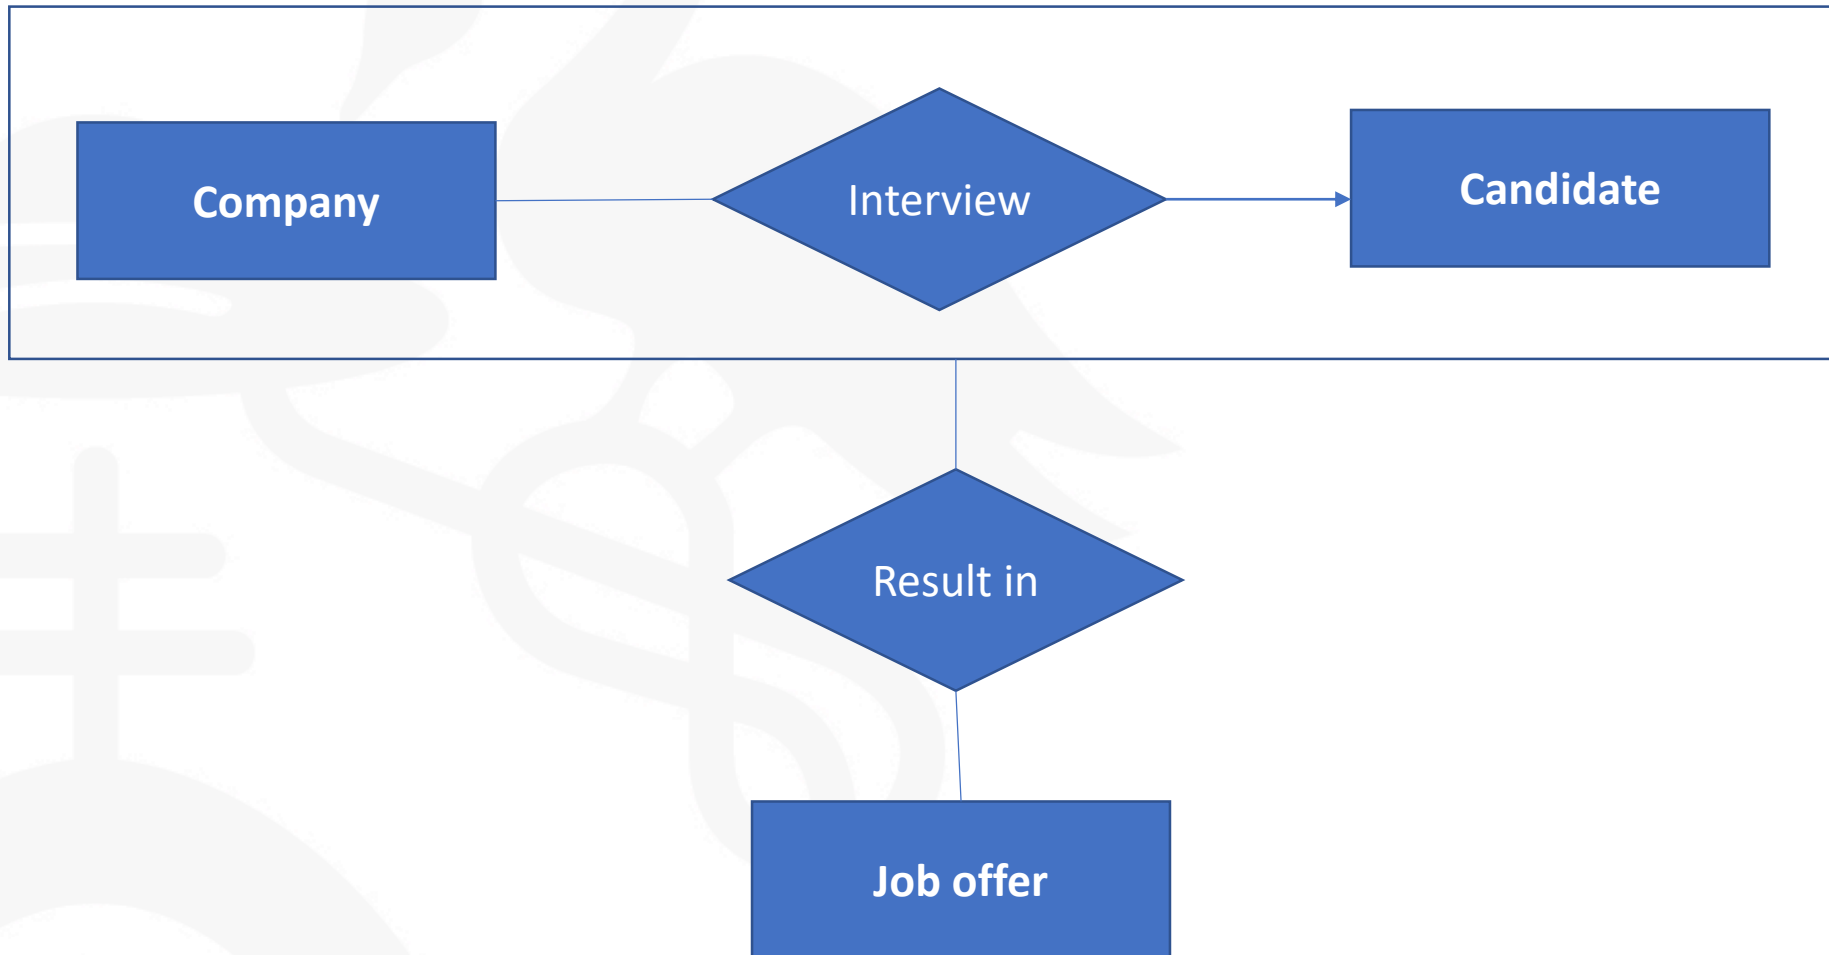 Company
Interview
Candidate
Result in
Job offer